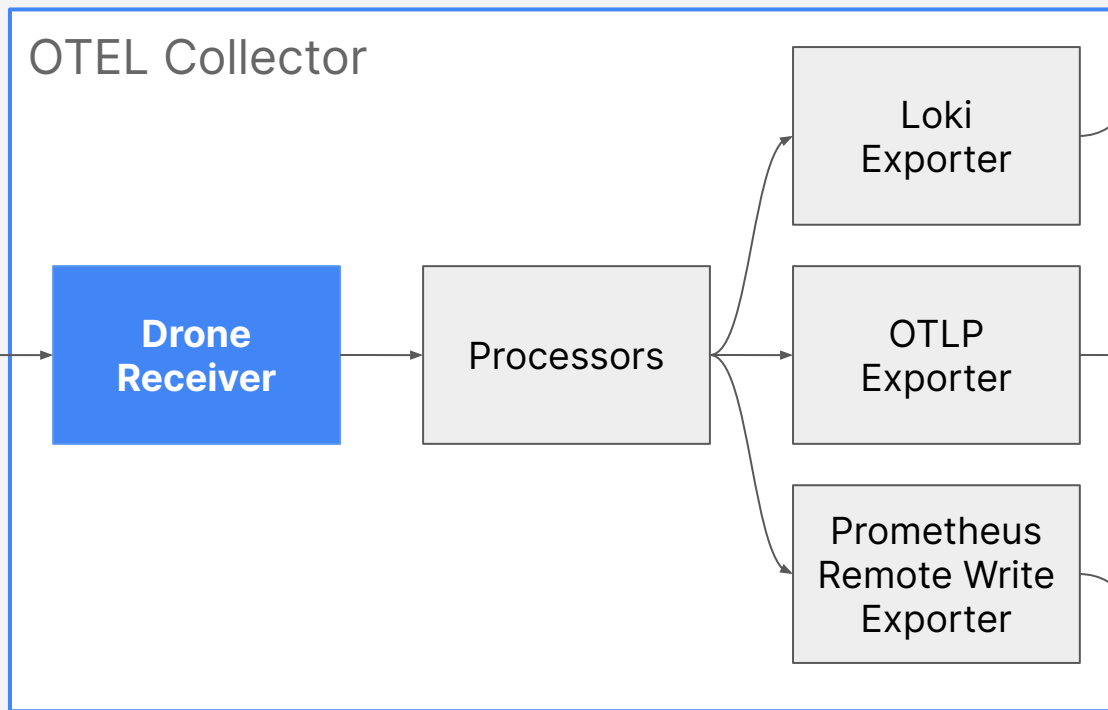 OTEL Collector
Drone
Receiver
Processors
Loki
Exporter
OTLP
Exporter
Prometheus
Remote Write
Exporter